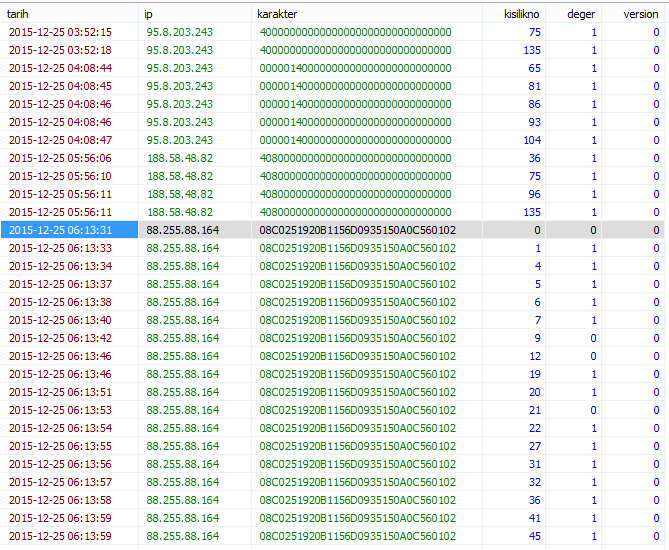 tarih ip karakter kisilikno deger version
2015-12-25 03:52:15 95.8.203.243 40000000000000000000000000000000 75 1 0
2015-12-25 03:52:18 95.8.203.243 40000000000000000000000000000000 135 1 0
2015-12-25 04:08:44 95.8.203.243 00000140000000000000000000000000 65 1 0
2015-12-25 04:08:45 95.8.203.243 00000140000000000000000000000000 81 1 0
2015-12-25 04:08:46 95.8.203.243 00000140000000000000000000000000 86 1 0
2015-12-25 04:08:46 95.8.203.243 00000140000000000000000000000000 93 1 0
2015-12-25 04:08:47 95.8.203.243 00000140000000000000000000000000 104 1 0
2015-12-25 05:56:06 188.58.48.82 40800000000000000000000000000000 36 1 0
2015-12-25 05:56:10 188.58.48.82 40800000000000000000000000000000 75 1 0
2015-12-25 05:56:11 188.58.48.82 40800000000000000000000000000000 96 1 0
2015-12-25 05:56:11 188.58.48.82 40800000000000000000000000000000 135 1 0
2015-12-25 06:13:31 88.255.88.164 08C0251920B1156D0935150A0C560102 0 0 0
2015-12-25 06:13:33 88.255.88.164 08C0251920B1156D0935150A0C560102 1 1 0
2015-12-25 06:13:34 88.255.88.164 08C0251920B1156D0935150A0C560102 4 1 0
2015-12-25 06:13:37 88.255.88.164 08C0251920B1156D0935150A0C560102 5 1 0
2015-12-25 06:13:38 88.255.88.164 08C0251920B1156D0935150A0C560102 6 1 0
2015-12-25 06:13:40 88.255.88.164 08C0251920B1156D0935150A0C560102 7 1 0
2015-12-25 06:13:42 88.255.88.164 08C0251920B1156D0935150A0C560102 9 0 0
2015-12-25 06:13:46 88.255.88.164 08C0251920B1156D0935150A0C560102 12 0 0
2015-12-25 06:13:46 88.255.88.164 08C0251920B1156D0935150A0C560102 19 1 0
2015-12-25 06:13:51 88.255.88.164 08C0251920B1156D0935150A0C560102 20 1 0
2015-12-25 06:13:53 88.255.88.164 08C0251920B1156D0935150A0C560102 21 0 0
2015-12-25 06:13:54 88.255.88.164 08C0251920B1156D0935150A0C560102 22 1 0
2015-12-25 06:13:55 88.255.88.164 08C0251920B1156D0935150A0C560102 27 1 0
2015-12-25 06:13:56 88.255.88.164 08C0251920B1156D0935150A0C560102 31 1 0
2015-12-25 06:13:57 88.255.88.164 08C0251920B1156D0935150A0C560102 32 1 0
2015-12-25 06:13:58 88.255.88.164 08C0251920B1156D0935150A0C560102 36 1 0
2015-12-25 06:13:59 88.255.88.164 08C0251920B1156D0935150A0C560102 41 1 0
2015-12-25 06:13:59 88.255.88.164 08C0251920B1156D0935150A0C560102 45 1 0